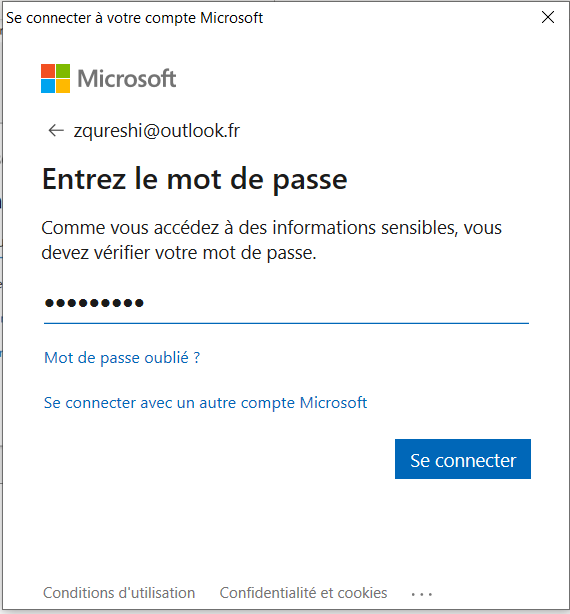 Se connecter à votre compte Microsoft
Microsoft
zqureshi@outlook.fr
Entrez le mot de passe
Comme vous accédez à des informations sensibles, vous
devez vérifier votre mot de passe.
•••••••••
Mot de passe oublié ?
Se connecter avec un autre compte Microsoft
Se connecter
Conditions d'utilisation Confidentialité et cookies ...